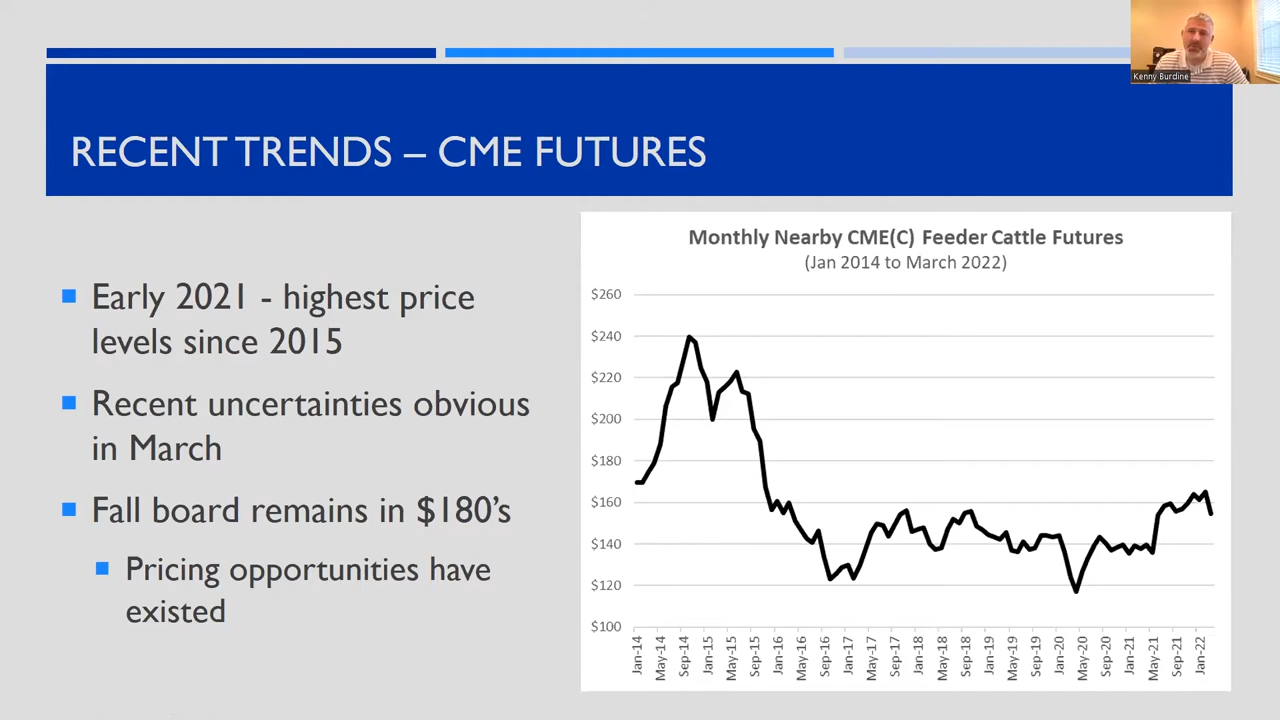 Kenny Burdine
RECENT TRENDS – CME FUTURES
Early 2021 - highest price
levels since 2015
Recent uncertainties obvious
in March
Fall board remains in $180's
Pricing opportunities have
existed
Monthly Nearby CME(C) Feeder Cattle Futures
(Jan 2014 to March 2022)
$260
$240
$220
$200
$180
$160
$140
$120
$100
Jan-14
May-14
Sep-14
Jan-15
May-15
Sep-15
Jan-16
May-16
Sep-16
Jan-17
May-17
Sep-17
Jan-18
May-18
Sep-18
Jan-19
May-19
Sep-19
Jan-20
May-20
Sep-20
Jan-21
May-21
Sep-21
Jan-22